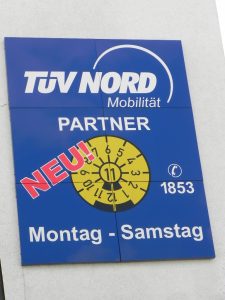 TÜV NORD
Mobilität
PARTNER
NEU!
11
1853
Montag - Samstag